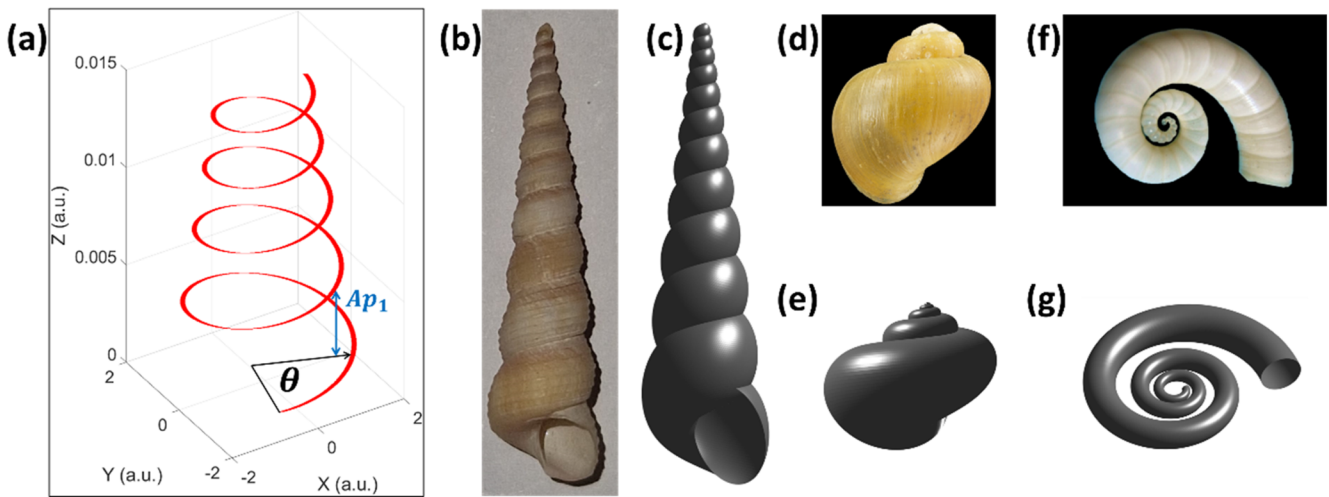 (a)
0.015
0.01
0.005
0
Z (a.u.)
2
0
-2
Y (a.u.)
-2
0
2
X (a.u.)
Ap1
θ
(b)
(c)
(d)
(e)
(f)
(g)